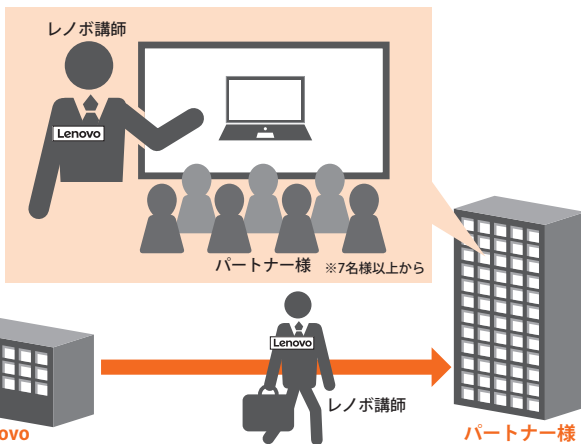 レノボ講師
Lenovo
パートナー様 ※7名様以上から
Lenovo
レノボ講師
ovo
パートナー様